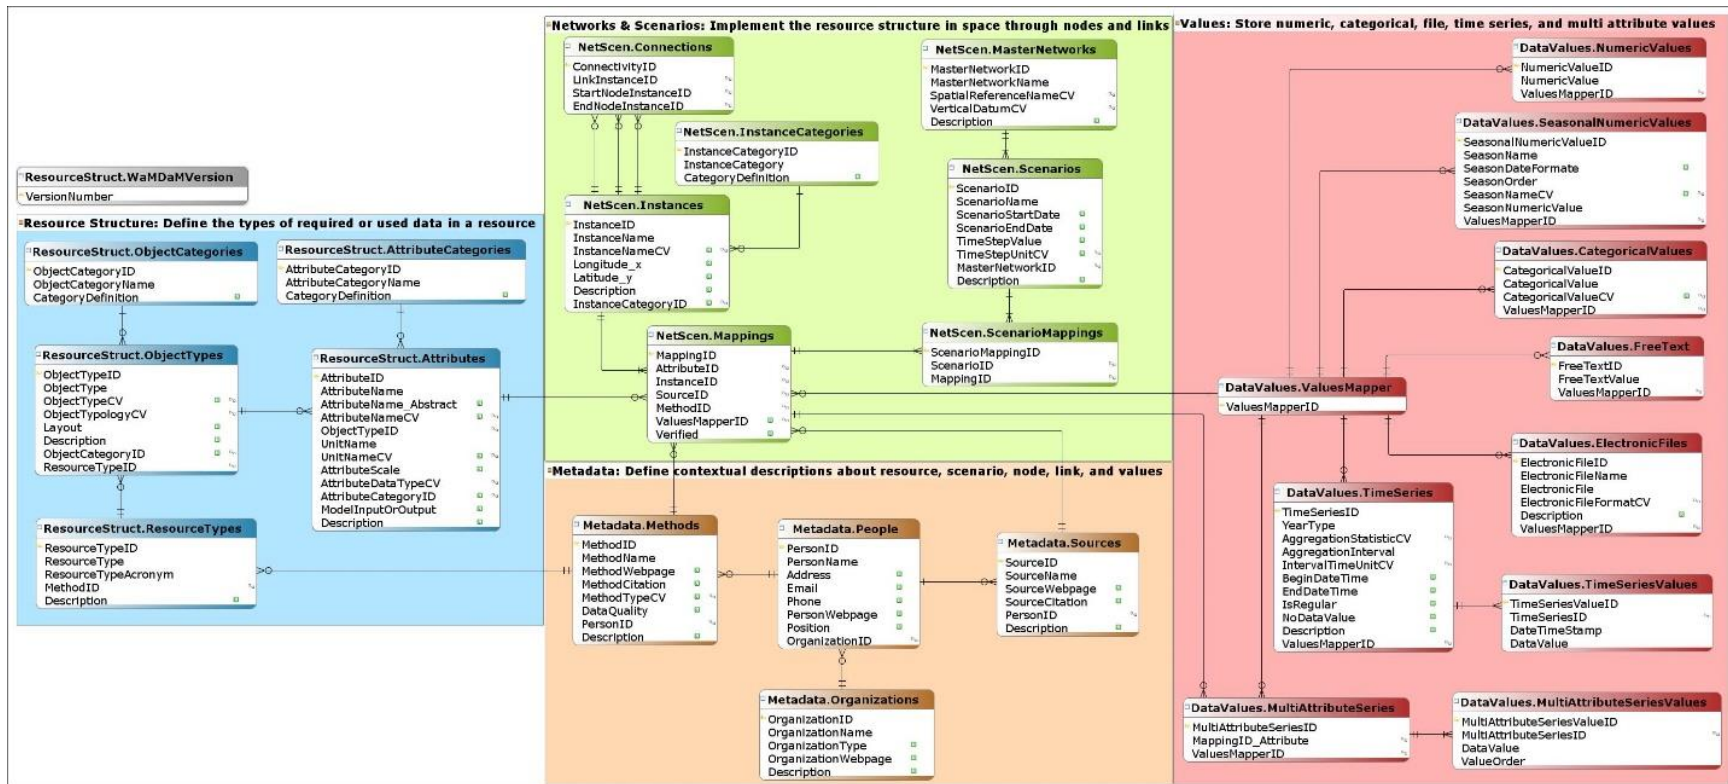 ResourceStruct.WaMDaMVersion
VersionNumber
Resource Structure: Define the types of required or used data in a resource
ResourceStruct.ObjectCategories
ObjectCategoryID
ObjectCategoryName
CategoryDefinition
ResourceStruct.AttributeCategories
AttributeCategoryID
AttributeCategoryName
CategoryDefinition
ResourceStruct.ObjectTypes
ObjectTypeID
ObjectType
ObjectTypeCV
ObjectTypologyCV
Layout
Description
ObjectCategoryID
ResourceTypeID
ResourceStruct.Attributes
AttributeID
AttributeName
AttributeName_Abstract
AttributeNameCV
ObjectTypeID
UnitName
UnitNameCV
AttributeScale
AttributeDataTypeCV
AttributeCategoryID
ModelInputOrOutput
Description
ResourceStruct.ResourceTypes
ResourceTypeID
ResourceType
ResourceTypeAcronym
MethodID
Description
Networks & Scenarios: Implement the resource structure in space through nodes and links
NetScen.Connections
ConnectivityID
LinkInstanceID
StartNodeInstanceID
EndNodeInstanceID
NetScen.MasterNetworks
MasterNetworkID
MasterNetworkName
SpatialReferenceNameCV
VerticalDatumCV
Description
NetScen.InstanceCategories
InstanceCategoryID
InstanceCategory
CategoryDefinition
NetScen.Scenarios
ScenarioID
ScenarioName
ScenarioStartDate
ScenarioEndDate
TimeStepValue
TimeStepUnitCV
MasterNetworkID
Description
NetScen.Instances
InstanceID
InstanceName
InstanceNameCV
Longitude_x
Latitude_y
Description
InstanceCategoryID
NetScen.Mappings
MappingID
AttributeID
InstanceID
SourceID
MethodID
ValuesMapperID
Verified
NetScen.ScenarioMappings
ScenarioMappingID
ScenarioID
MappingID
Metadata: Define contextual descriptions about resource, scenario, node, link, and values
Metadata.Methods
MethodID
MethodName
MethodWebpage
MethodCitation
MethodTypeCV
DataQuality
PersonID
Description
Metadata.People
PersonID
PersonName
Address
Email
Phone
PersonWebpage
Position
OrganizationID
Metadata.Sources
SourceID
SourceName
SourceWebpage
SourceCitation
PersonID
Description
Metadata.Organizations
OrganizationID
OrganizationName
OrganizationType
OrganizationWebpage
Description
Values: Store numeric, categorical, file, time series, and multi attribute values
DataValues.NumericValues
NumericValueID
NumericValue
ValuesMapperID
DataValues.SeasonalNumericValues
SeasonalNumericValueID
SeasonName
SeasonDateFormate
SeasonOrder
SeasonNameCV
SeasonNumericValue
ValuesMapperID
DataValues.CategoricalValues
CategoricalValueID
CategoricalValue
CategoricalValueCV
ValuesMapperID
DataValues.FreeText
FreeTextID
FreeTextValue
ValuesMapperID
DataValues.ValuesMapper
ValuesMapperID
DataValues.ElectronicFiles
ElectronicFileID
ElectronicFileName
ElectronicFile
ElectronicFileFormatCV
Description
ValuesMapperID
DataValues.TimeSeries
TimeSeriesID
YearType
AggregationStatisticCV
AggregationInterval
IntervalTimeUnitCV
BeginDateTime
EndDateTime
IsRegular
NoDataValue
Description
ValuesMapperID
DataValues.TimeSeriesValues
TimeSeriesValueID
TimeSeriesID
DateTimeStamp
DataValue
DataValues.MultiAttributeSeries
MultiAttributeSeriesID
MappingID_Attribute
ValuesMapperID
DataValues.MultiAttributeSeriesValues
MultiAttributeSeriesValueID
MultiAttributeSeriesID
DataValue
ValueOrder